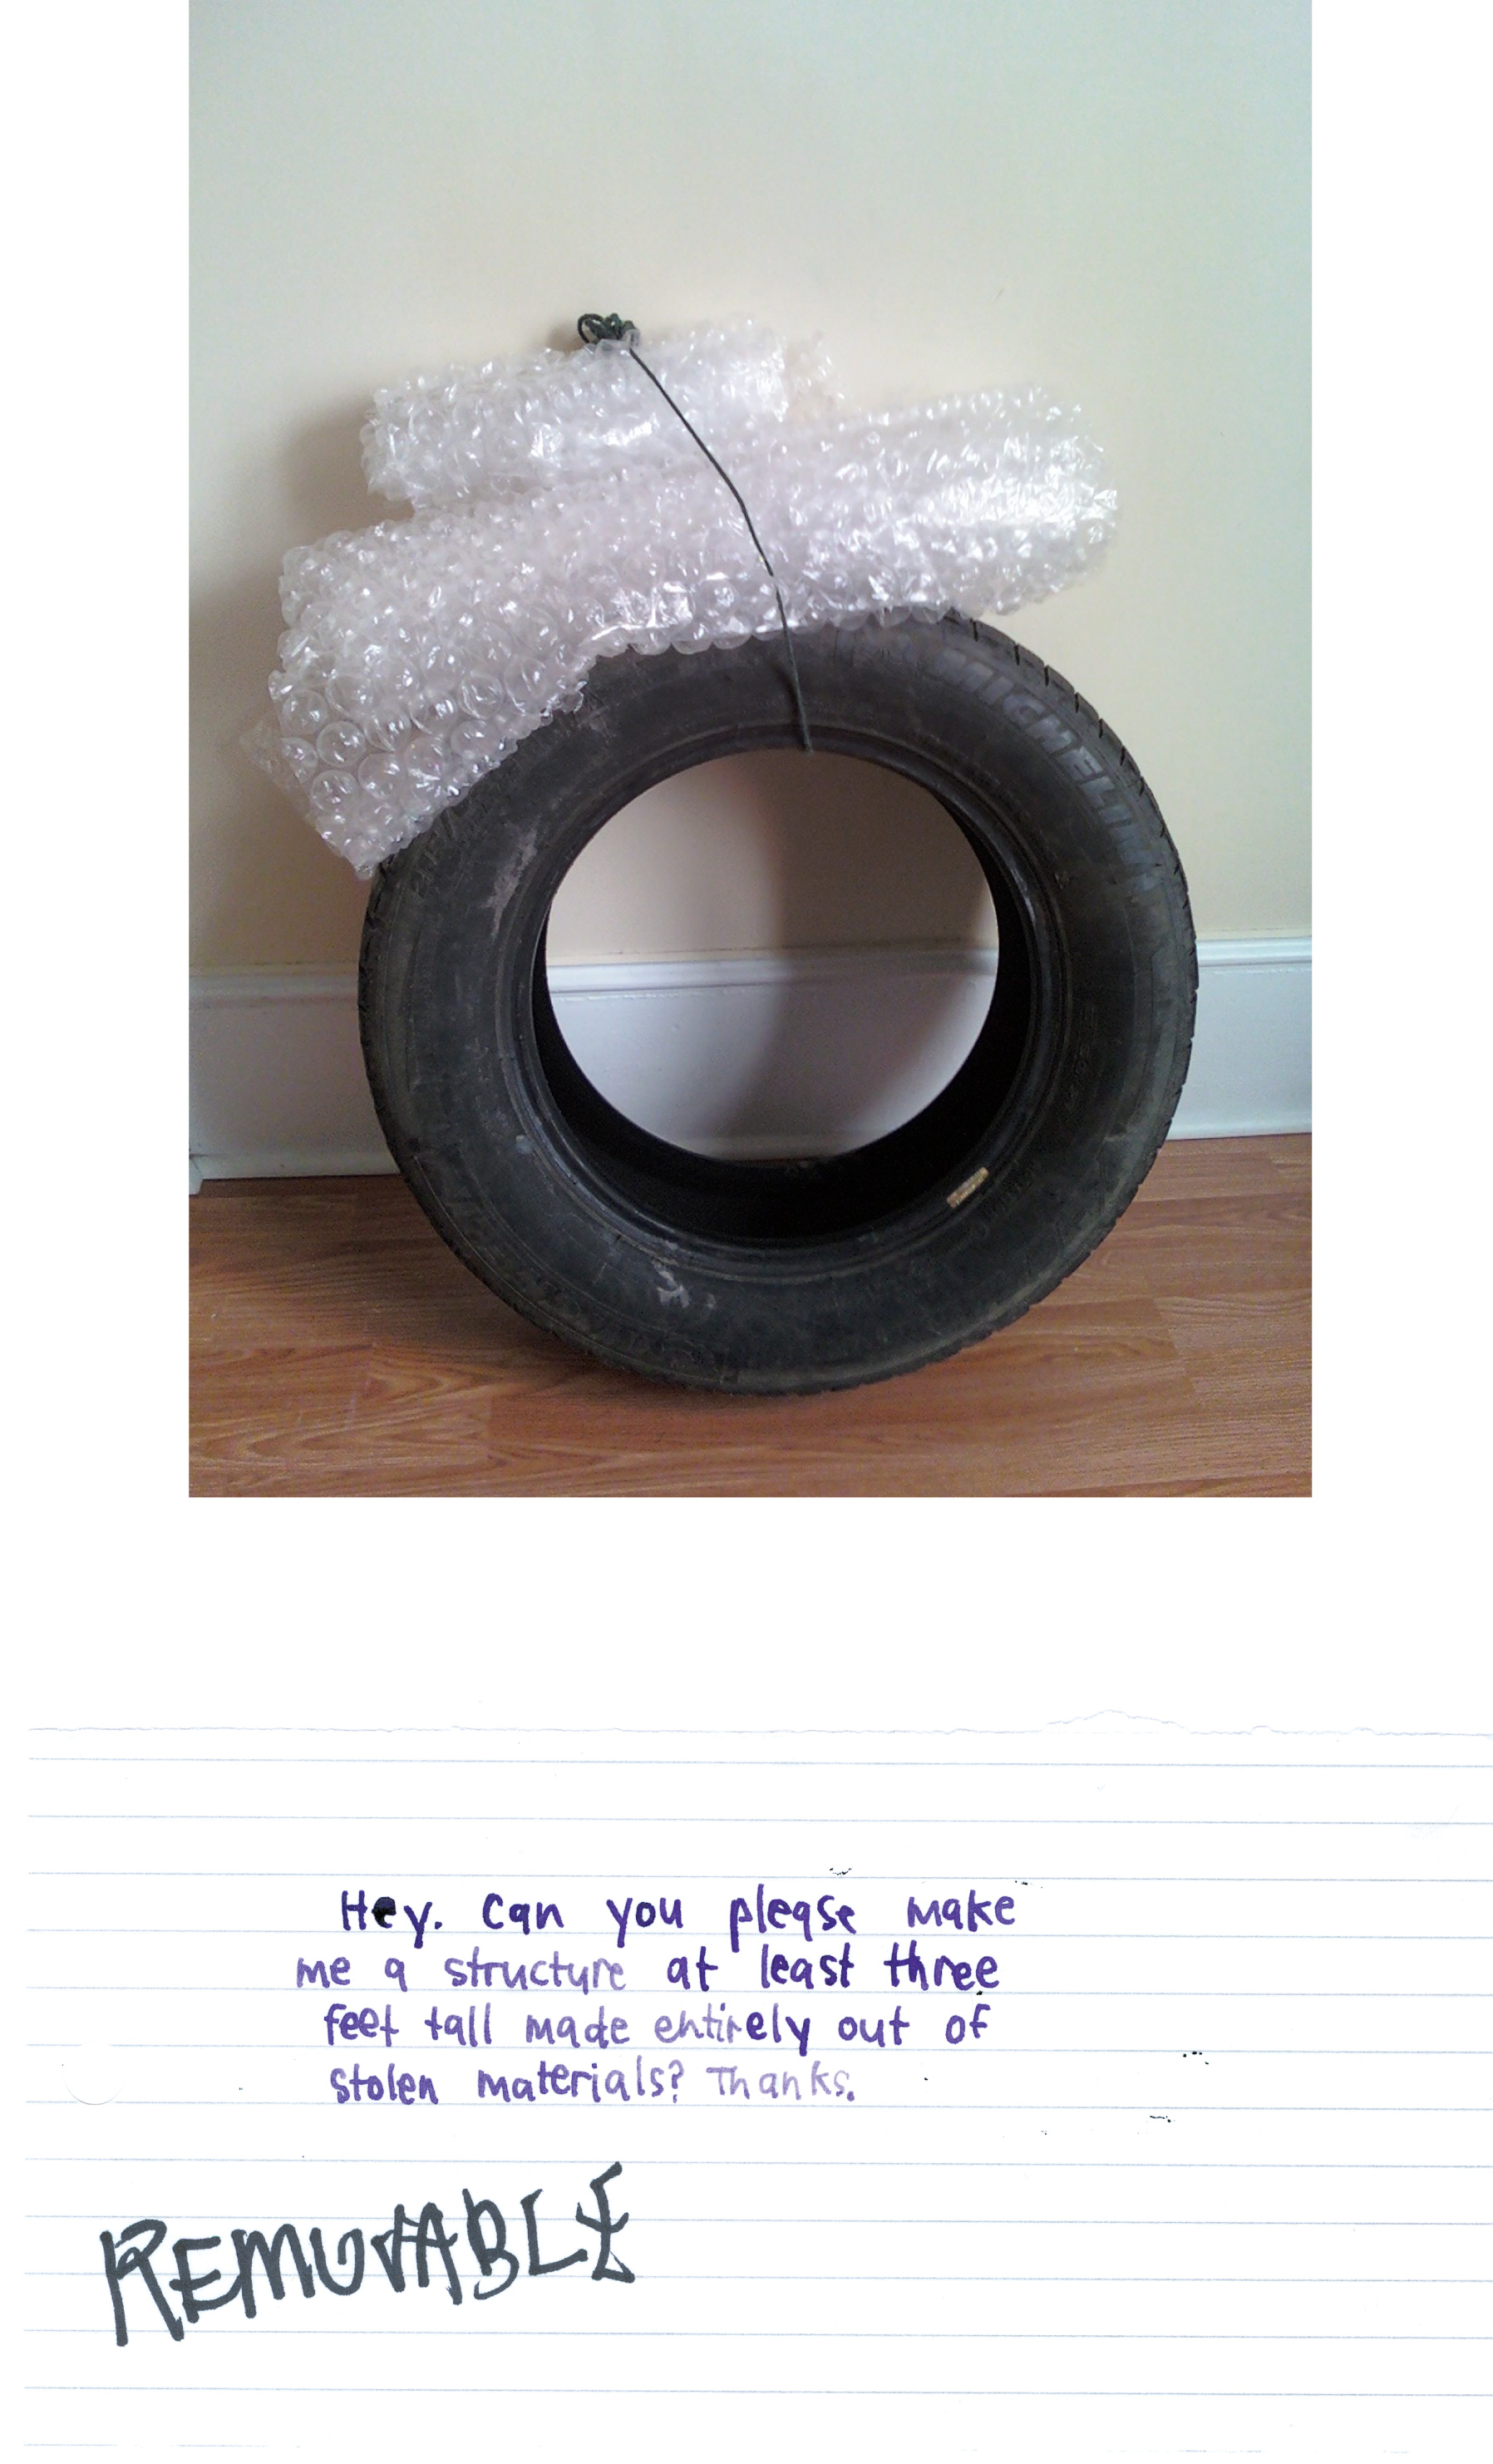 MICHELIN
Hey. Can you please make
me a structure at least three
feet tall made entirely out of
stolen materials? Thanks.
REMOVABLE